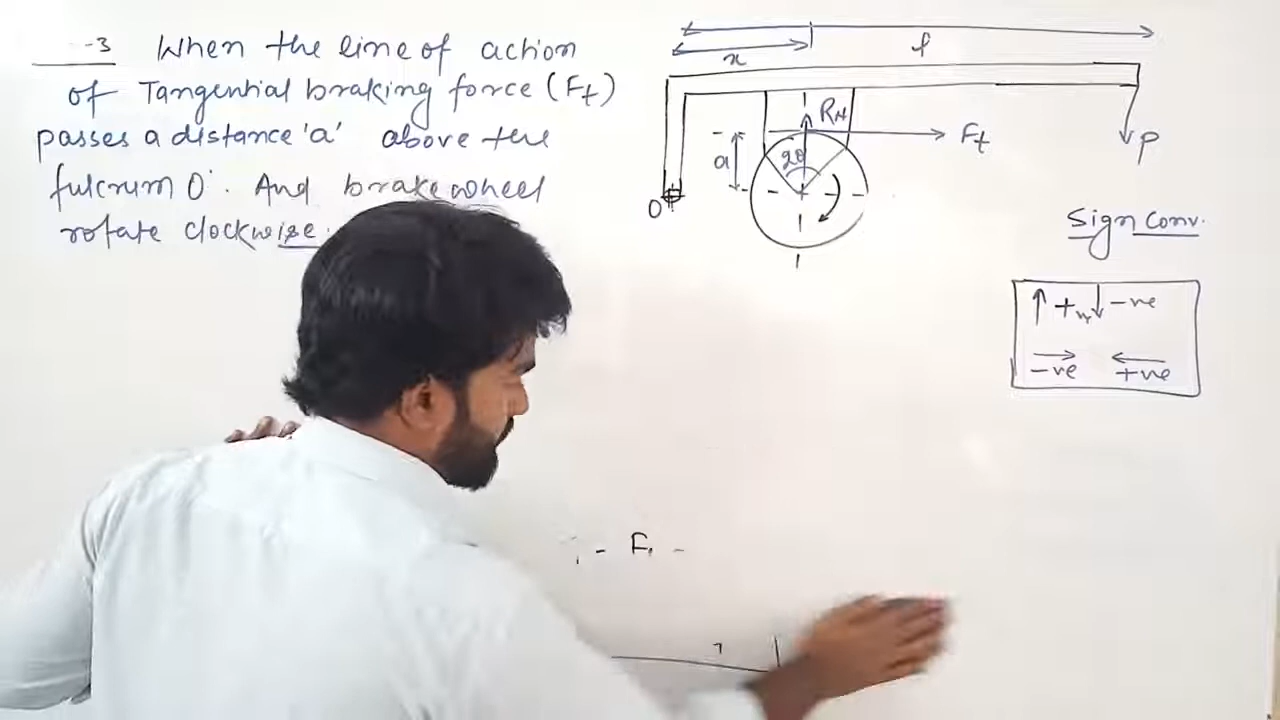 -3 When the line of action
of Tangential braking force (Ft)
passes a distance 'a' above the
fulcrum O. And brake wheel
rotate clockwise.
x
l
RN
Ft
a
2θ
P
O
Sign Conv.
↑ +ve ↓ -ve
→ -ve ← +ve
- F, -